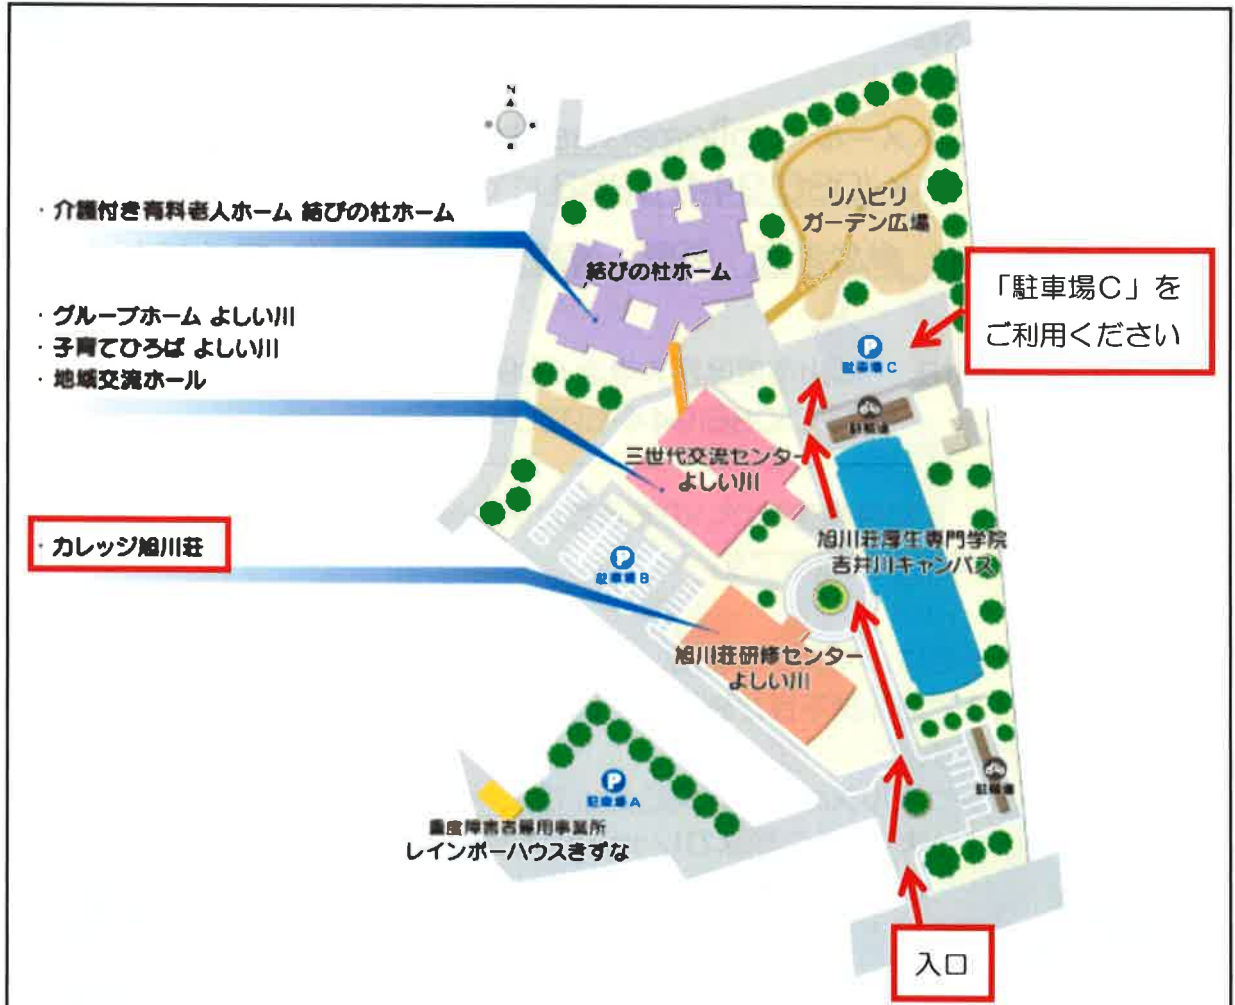 N
・介護付き有料老人ホーム 結びの杜ホーム
・グループホーム よしい川
・子育てひろば よしい川
・地域交流ホール
・カレッジ旭川荘
リハビリ
ガーデン広場
結びの杜ホーム
「駐車場C」を
ご利用ください
P
駐車場C
駐輪場
三世代交流センター
よしい川
旭川荘厚生専門学院
吉井川キャンパス
P
駐車場B
旭川荘研修センター
よしい川
P
駐車場A
駐輪場
重度障害者雇用事業所
レインボーハウスきずな
入口